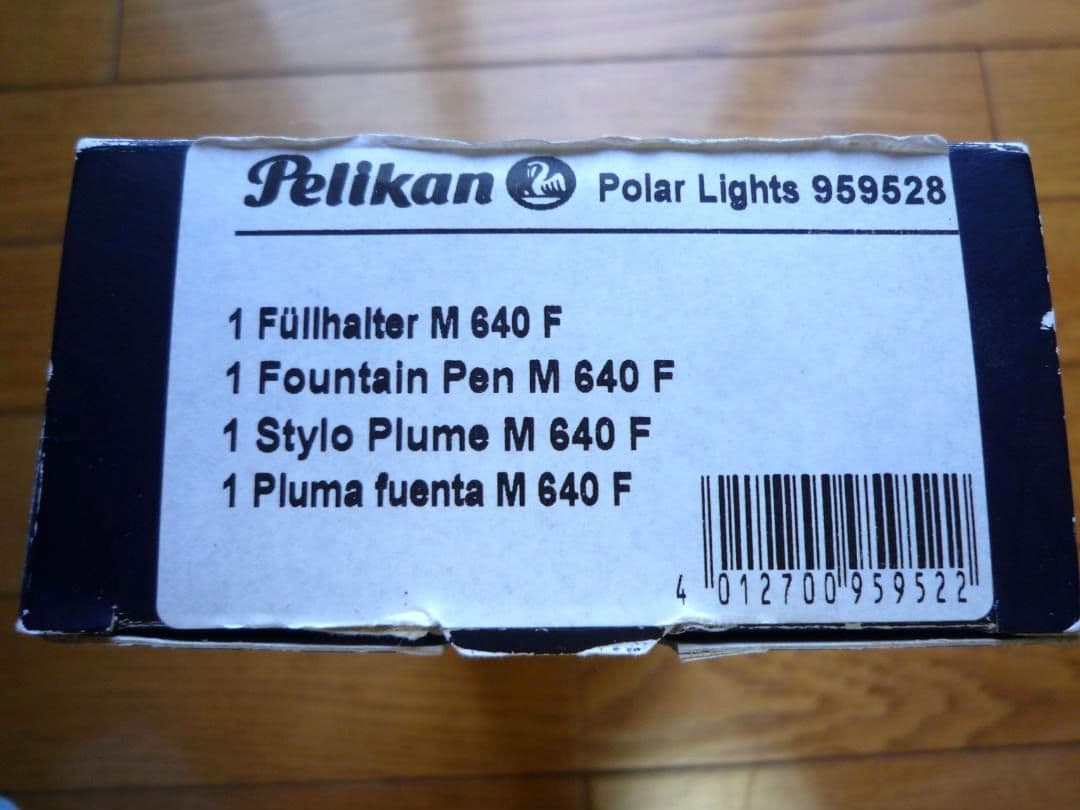 Pelikan Polar Lights 959528
1 Füllhalter M 640 F
1 Fountain Pen M 640 F
1 Stylo Plume M 640 F
1 Pluma fuenta M 640 F
4 012700 959522